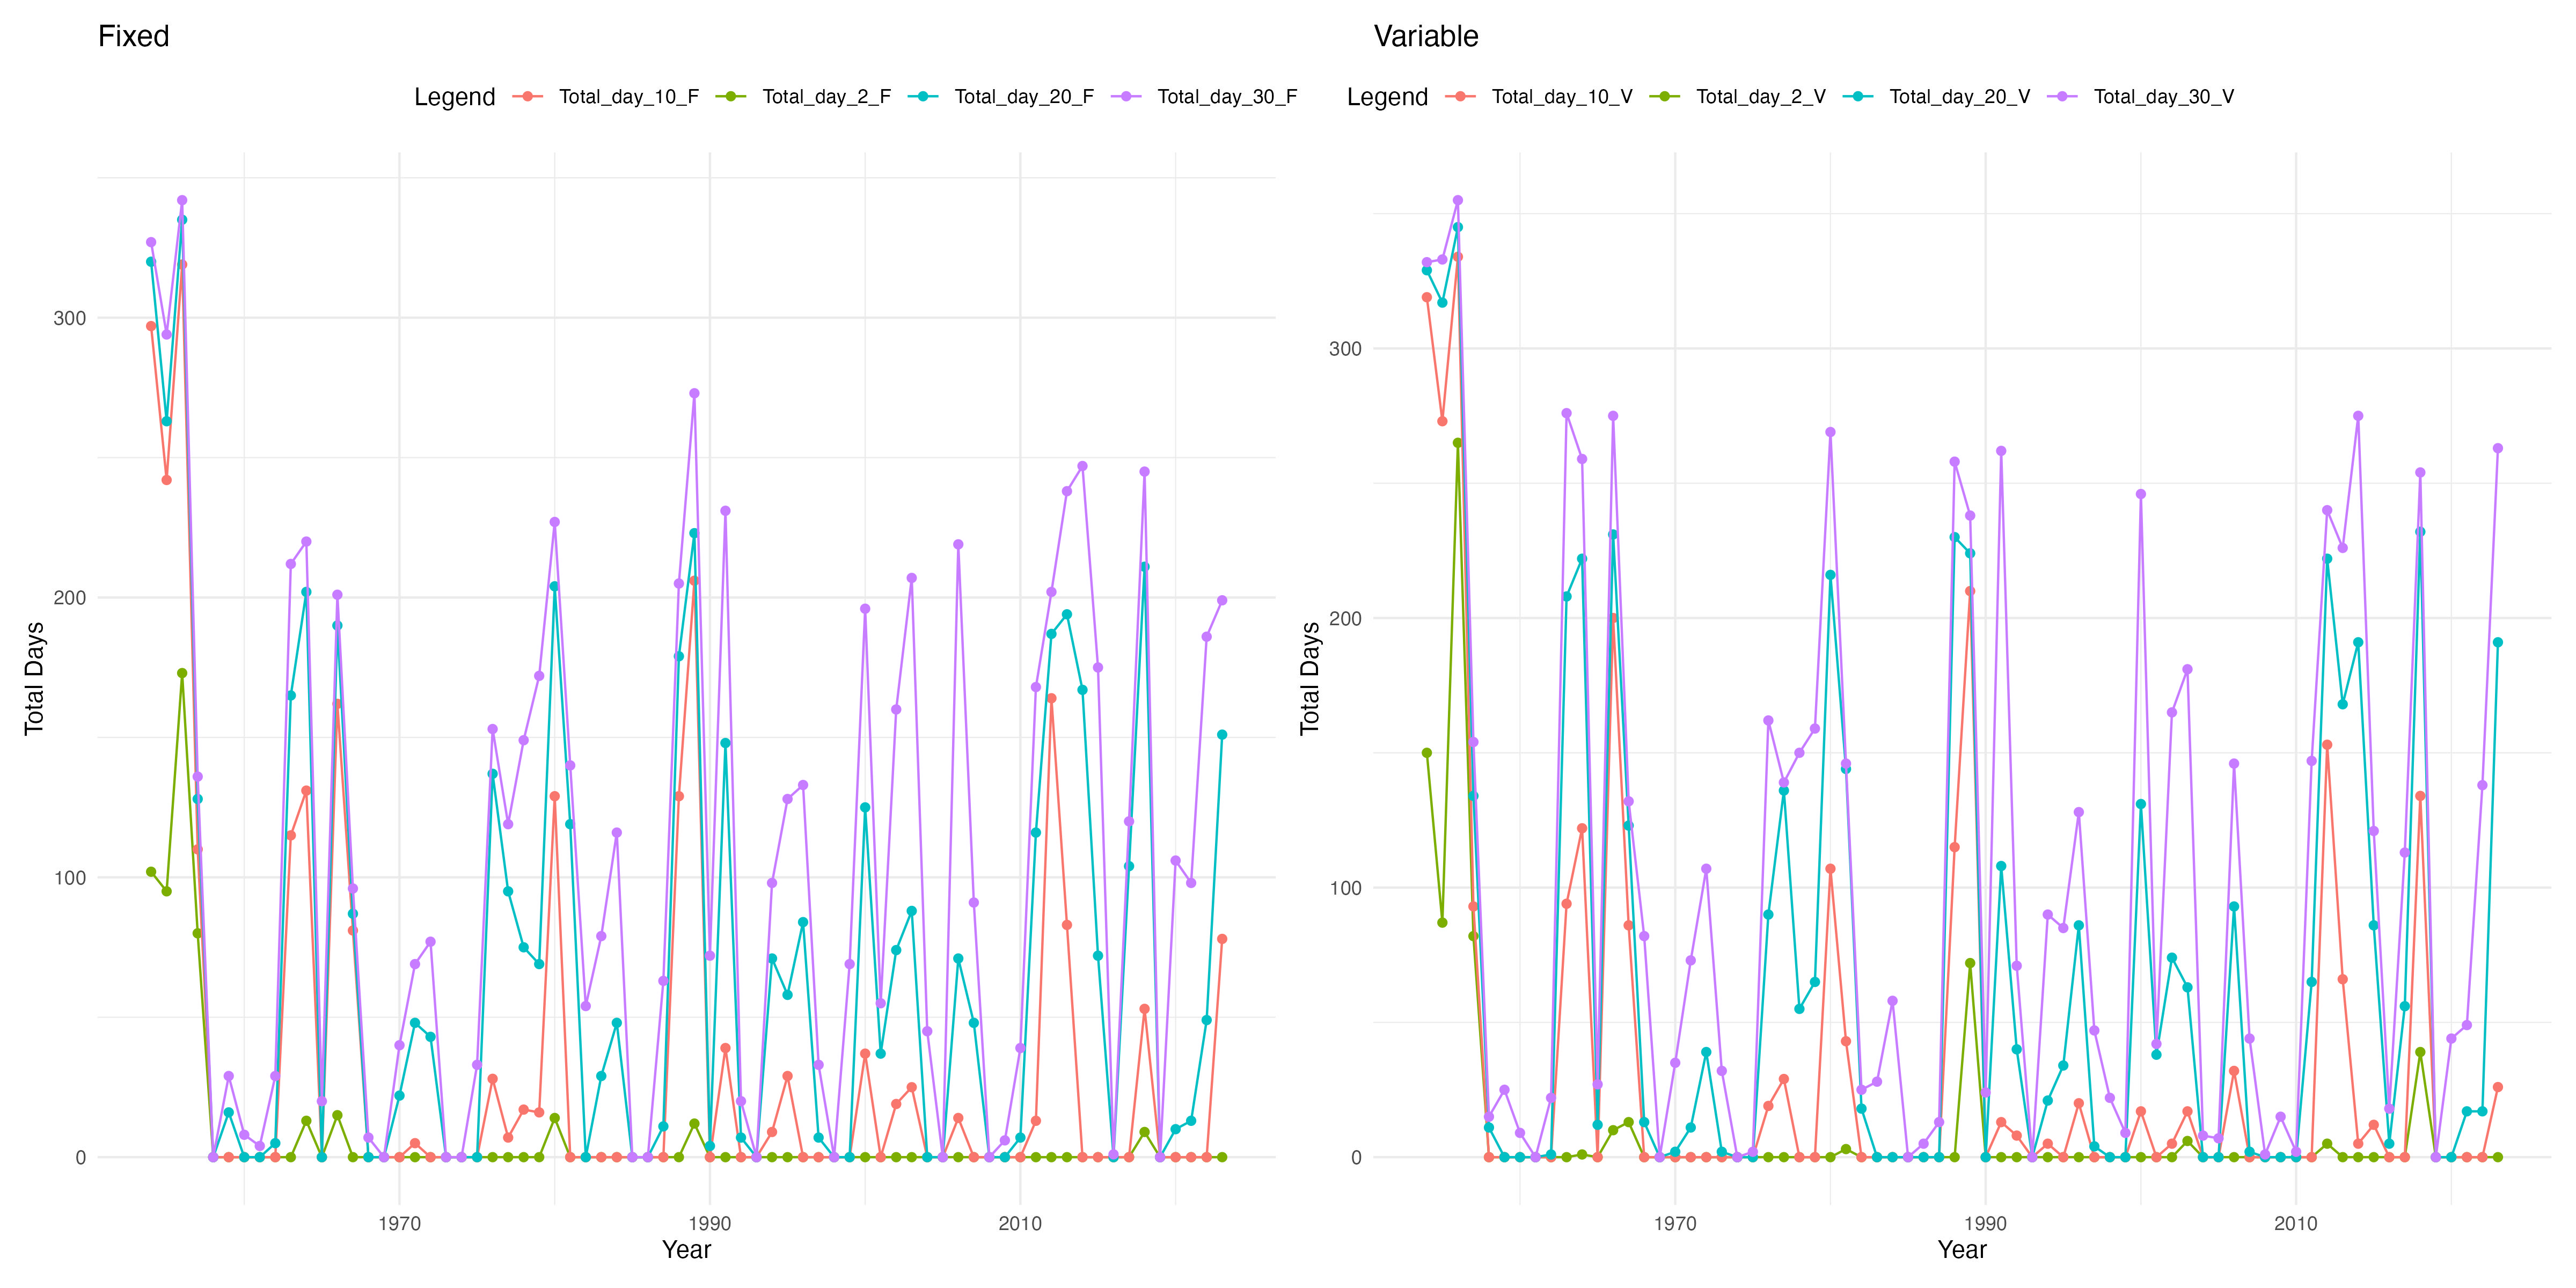 Fixed
Legend Total_day_10_F Total_day_2_F Total_day_20_F Total_day_30_F
300
200
100
0
Total Days
1970 1990 2010
Year
Variable
Legend Total_day_10_V Total_day_2_V Total_day_20_V Total_day_30_V
300
200
100
0
Total Days
1970 1990 2010
Year